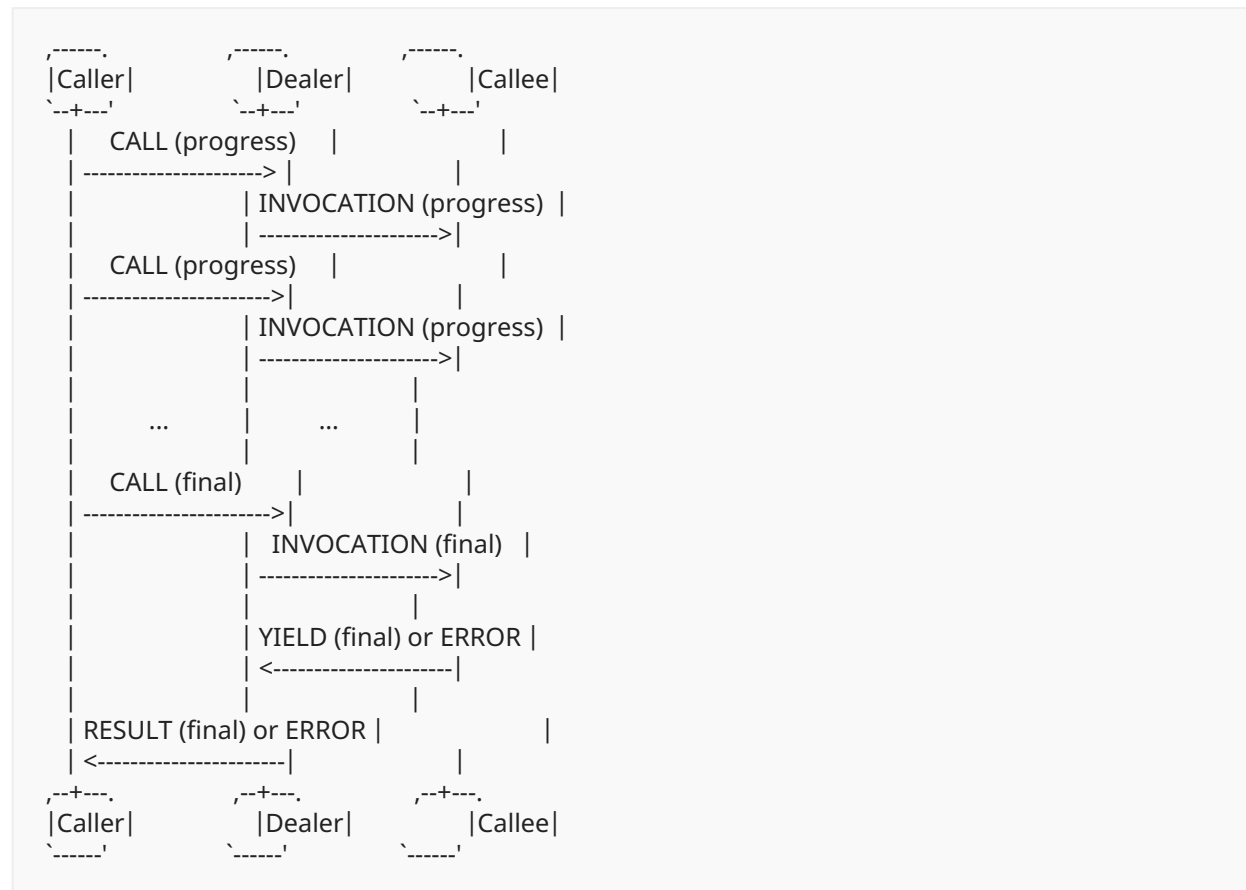 ,------.          ,------.          ,------.
|Caller|          |Dealer|          |Callee|
`--+---'          `--+---'          `--+---'
|   CALL (progress)   |                 |
| ----------------------> |                 |
|                 | INVOCATION (progress)  |
|                 | ---------------------->|
|   CALL (progress)   |                 |
| ----------------------->|                 |
|                 | INVOCATION (progress)  |
|                 | ---------------------->|
|                 |                 |
|       ...       |       ...       |
|                 |                 |
|   CALL (final)      |                 |
| ----------------------->|                 |
|                 |  INVOCATION (final)   |
|                 | ---------------------->|
|                 |                 |
|                 | YIELD (final) or ERROR |
|                 | <----------------------|
|                 |                 |
| RESULT (final) or ERROR |                 |
| <-----------------------|                 |
,--+---.          ,--+---.          ,--+---.
|Caller|          |Dealer|          |Callee|
`------'          `------'          `------'